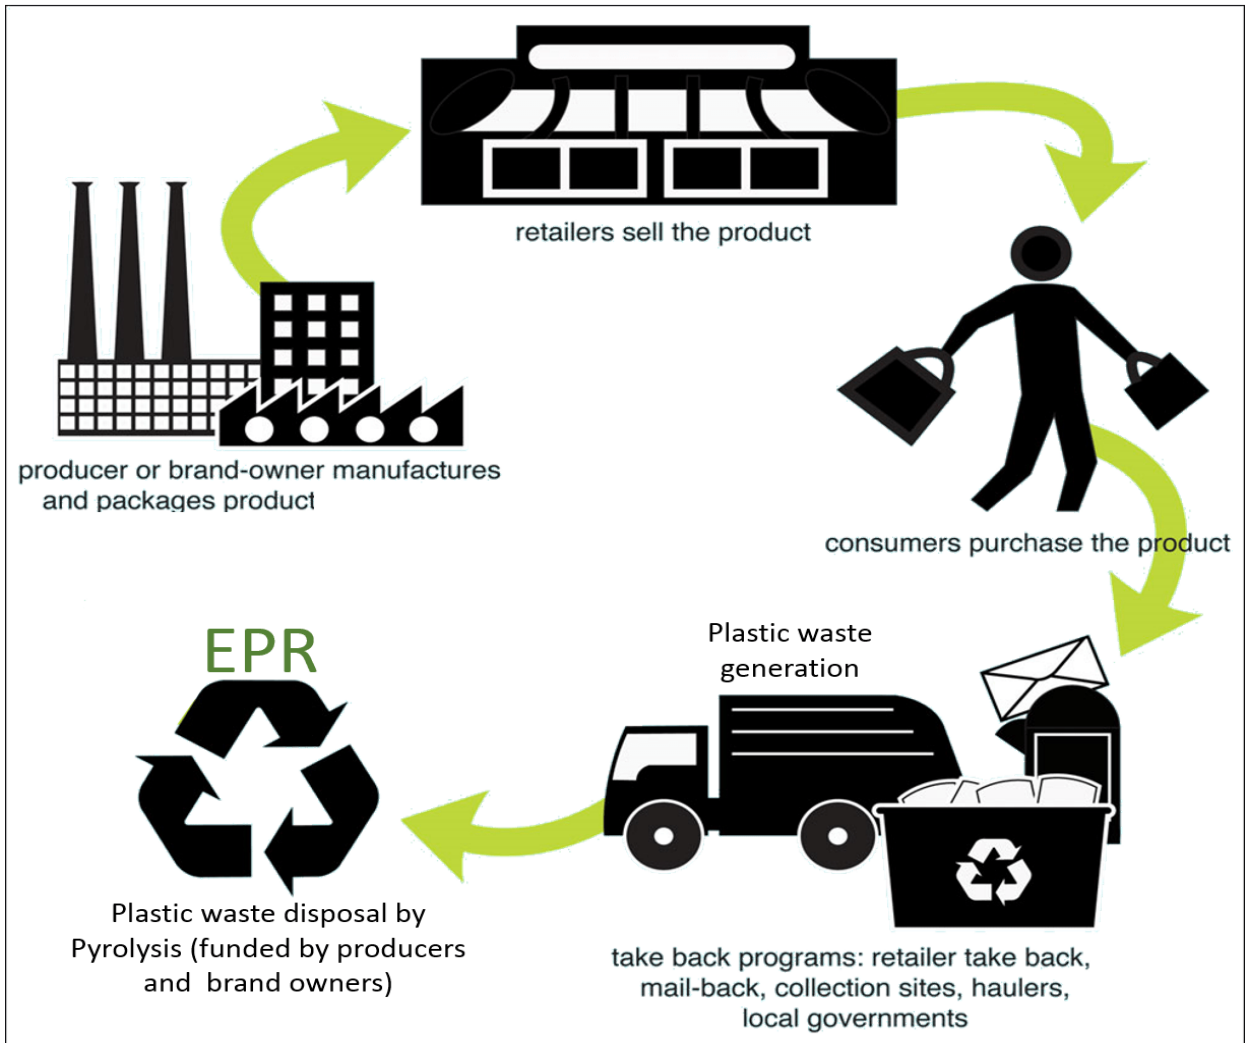 retailers sell the product
producer or brand-owner manufactures
and packages product
consumers purchase the product
Plastic waste
generation
take back programs: retailer take back,
mail-back, collection sites, haulers,
local governments
EPR
Plastic waste disposal by
Pyrolysis (funded by producers
and brand owners)